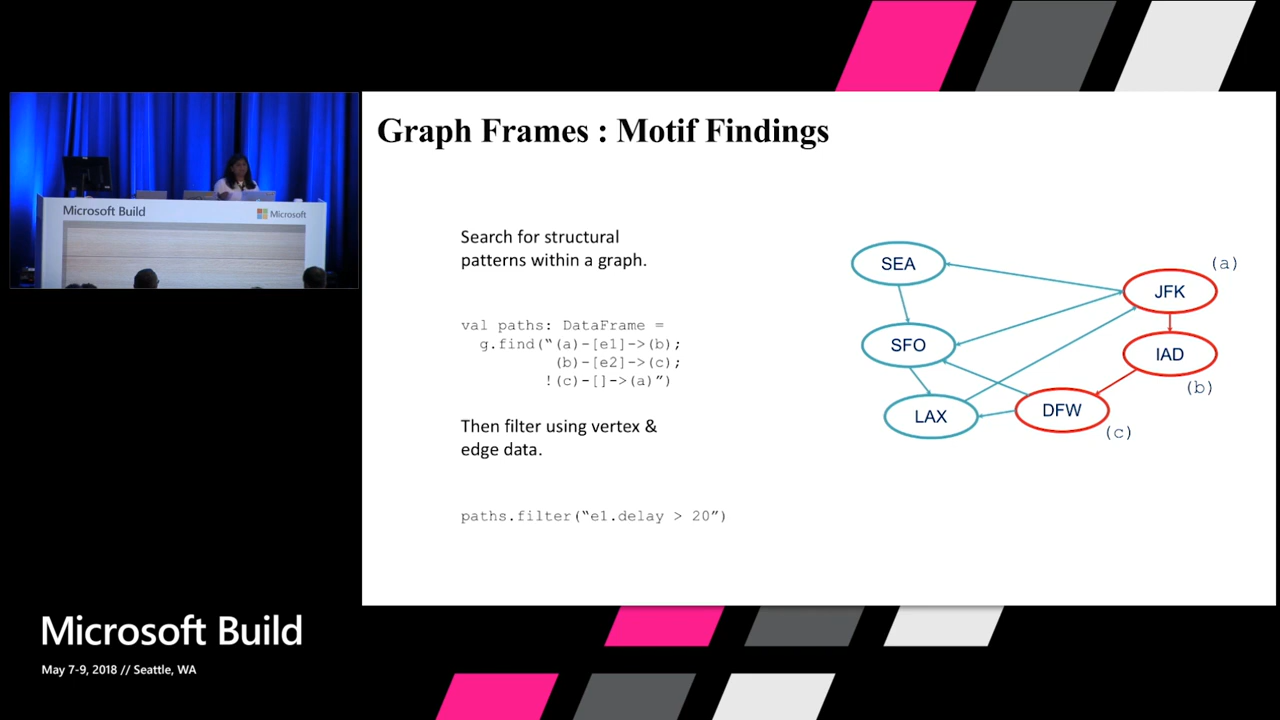 Graph Frames : Motif Findings
Microsoft Build
Microsoft
Search for structural
patterns within a graph.
val paths: DataFrame =
g.find(“(a)-[e1]->(b);
(b)-[e2]->(c);
!(c)-[]->(a)”)
Then filter using vertex &
edge data.
paths.filter(“e1.delay > 20”)
SEA
(a)
JFK
SFO
IAD
(b)
DFW
LAX
(c)
Microsoft Build
May 7-9, 2018 // Seattle, WA